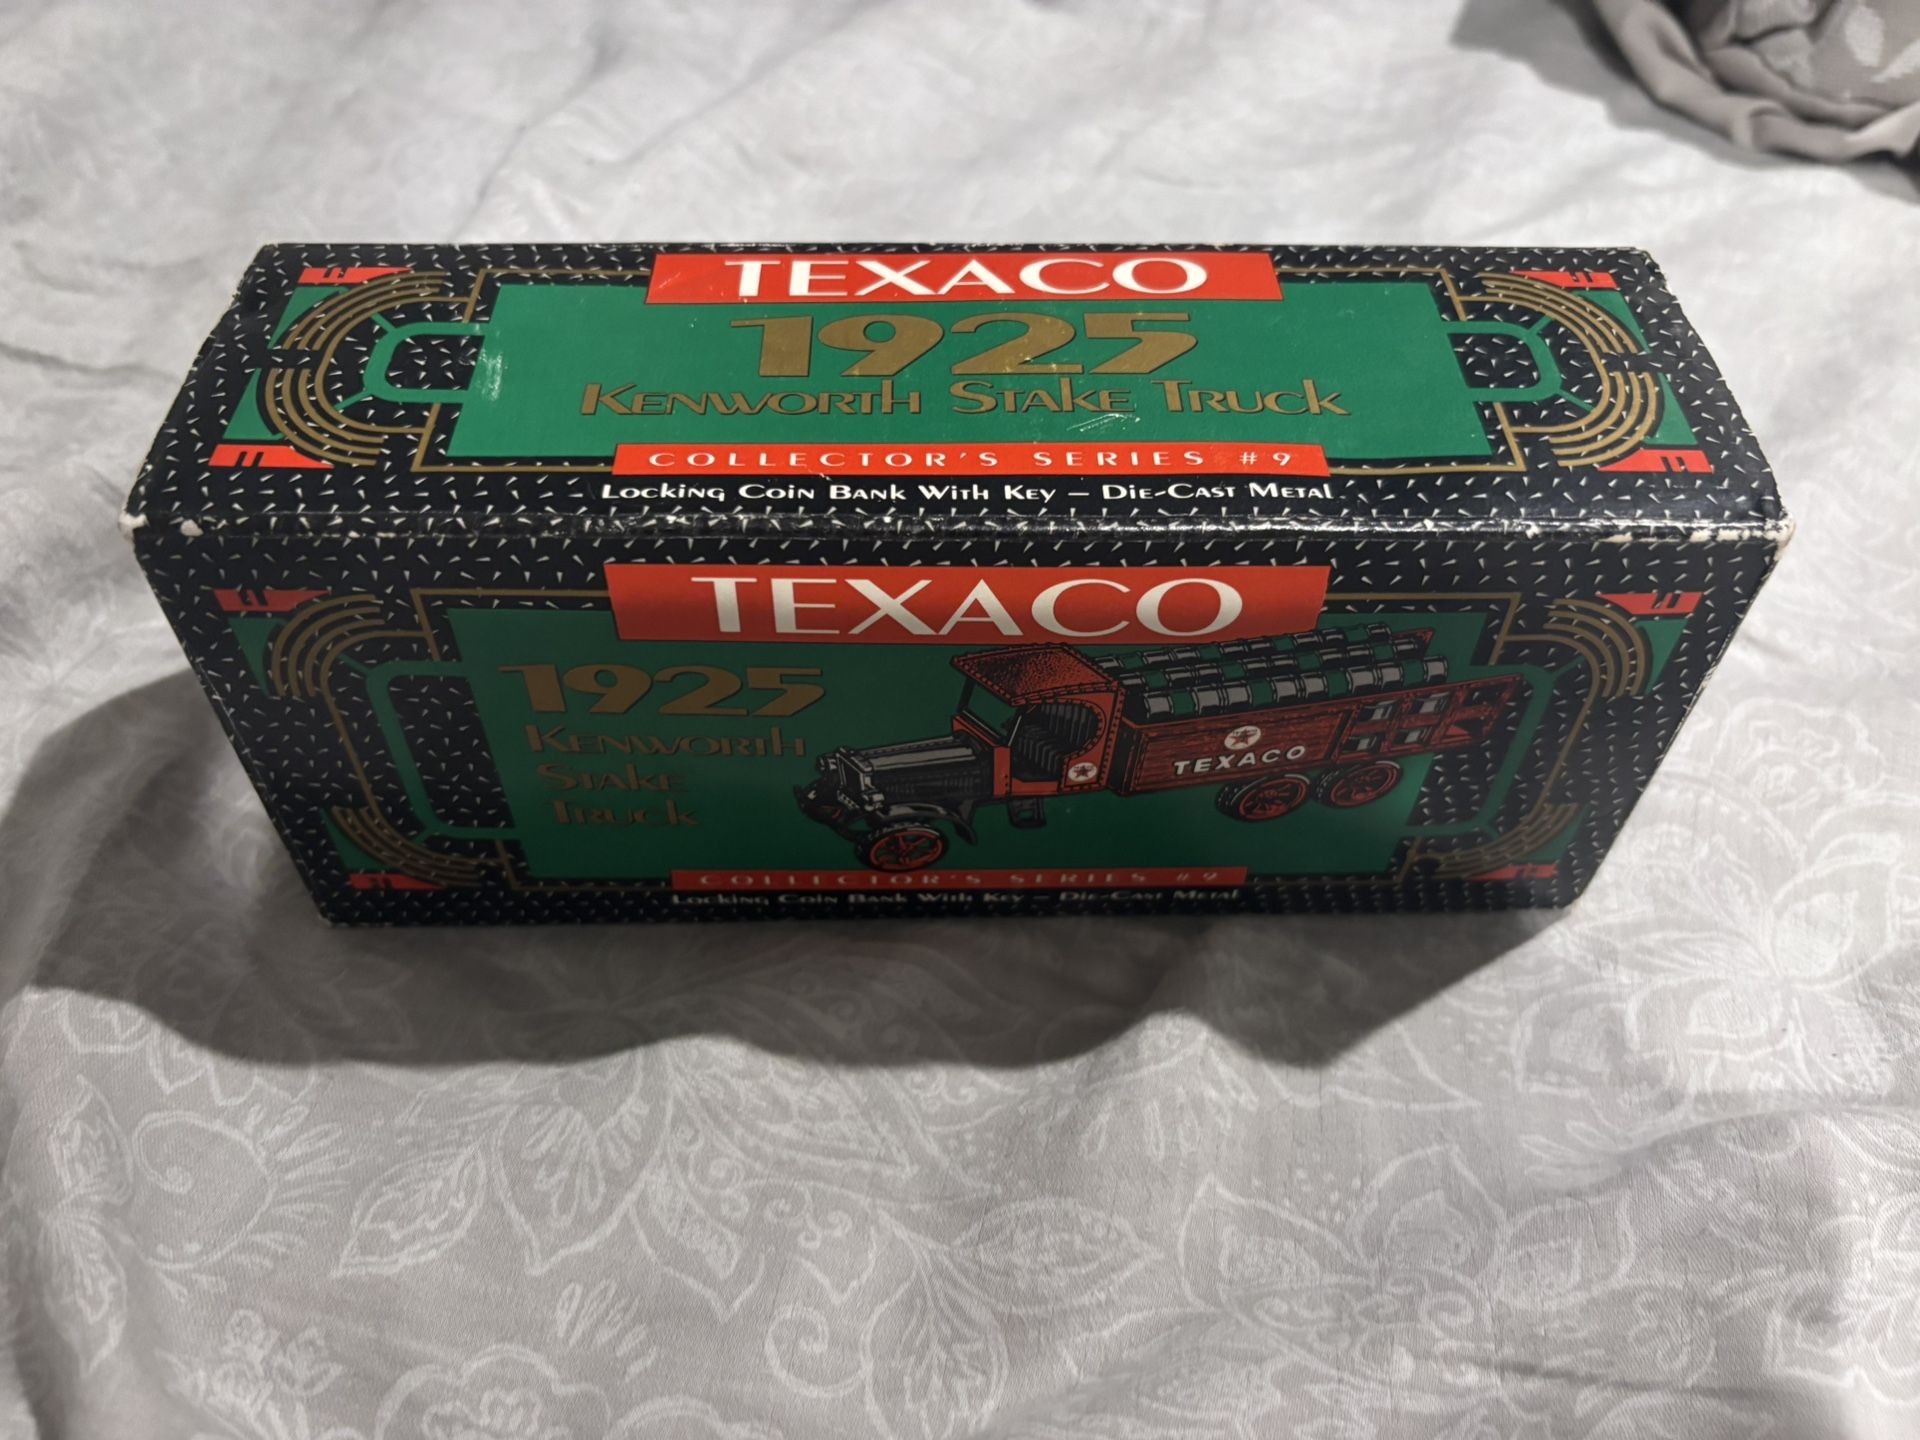 TEXACO
1925
Kenworth Stake Truck
COLLECTOR'S SERIES #9
Locking Coin Bank With Key – Die-Cast Metal
TEXACO
1925
Kenworth
Stake
Truck
TEXACO
COLLECTOR'S SERIES #9
Locking Coin Bank With Key – Die-Cast Metal